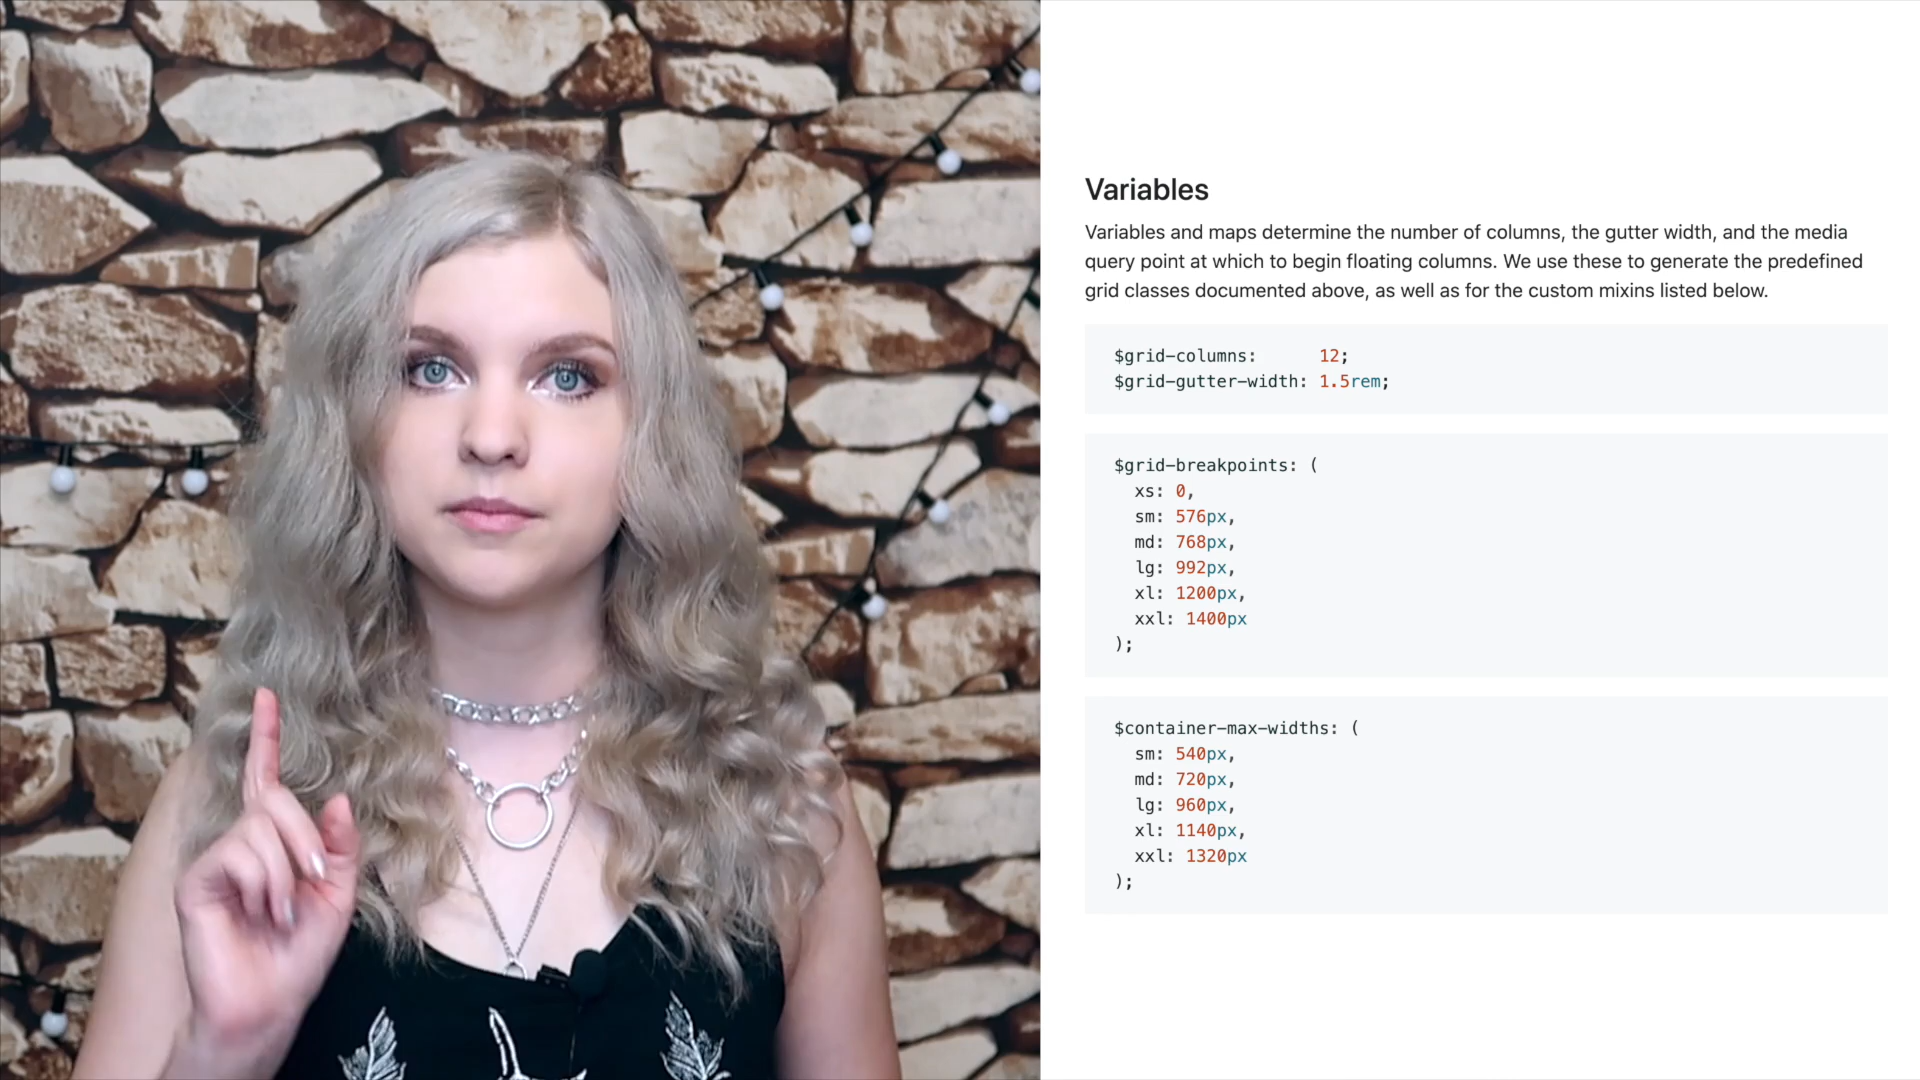 Variables
Variables and maps determine the number of columns, the gutter width, and the media
query point at which to begin floating columns. We use these to generate the predefined
grid classes documented above, as well as for the custom mixins listed below.
$grid-columns:      12;
$grid-gutter-width: 1.5rem;
$grid-breakpoints: (
  xs: 0,
  sm: 576px,
  md: 768px,
  lg: 992px,
  xl: 1200px,
  xxl: 1400px
);
$container-max-widths: (
  sm: 540px,
  md: 720px,
  lg: 960px,
  xl: 1140px,
  xxl: 1320px
);